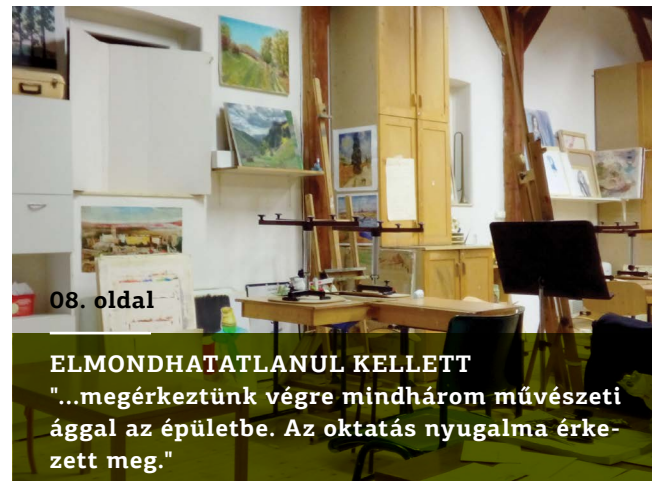 08. oldal
ELMONDHATATLANUL KELLETT
"...megérkeztünk végre mindhárom művészeti
ággal az épületbe. Az oktatás nyugalma érke-
zett meg."